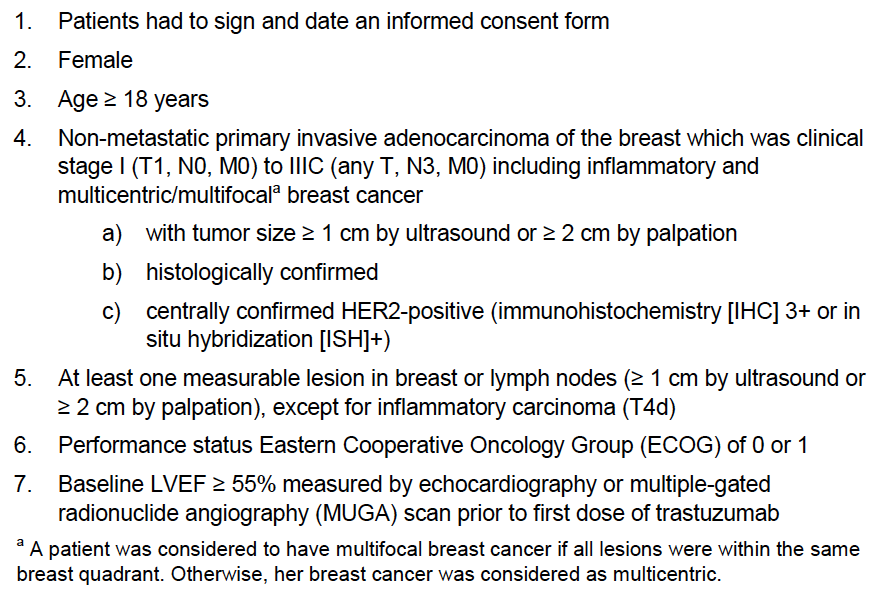 1. Patients had to sign and date an informed consent form
2. Female
3. Age ≥ 18 years
4. Non-metastatic primary invasive adenocarcinoma of the breast which was clinical
stage I (T1, N0, M0) to IIIC (any T, N3, M0) including inflammatory and
multicentric/multifocalᵃ breast cancer
a) with tumor size ≥ 1 cm by ultrasound or ≥ 2 cm by palpation
b) histologically confirmed
c) centrally confirmed HER2-positive (immunohistochemistry [IHC] 3+ or in
situ hybridization [ISH]+)
5. At least one measurable lesion in breast or lymph nodes (≥ 1 cm by ultrasound or
≥ 2 cm by palpation), except for inflammatory carcinoma (T4d)
6. Performance status Eastern Cooperative Oncology Group (ECOG) of 0 or 1
7. Baseline LVEF ≥ 55% measured by echocardiography or multiple-gated
radionuclide angiography (MUGA) scan prior to first dose of trastuzumab
ᵃ A patient was considered to have multifocal breast cancer if all lesions were within the same
breast quadrant. Otherwise, her breast cancer was considered as multicentric.